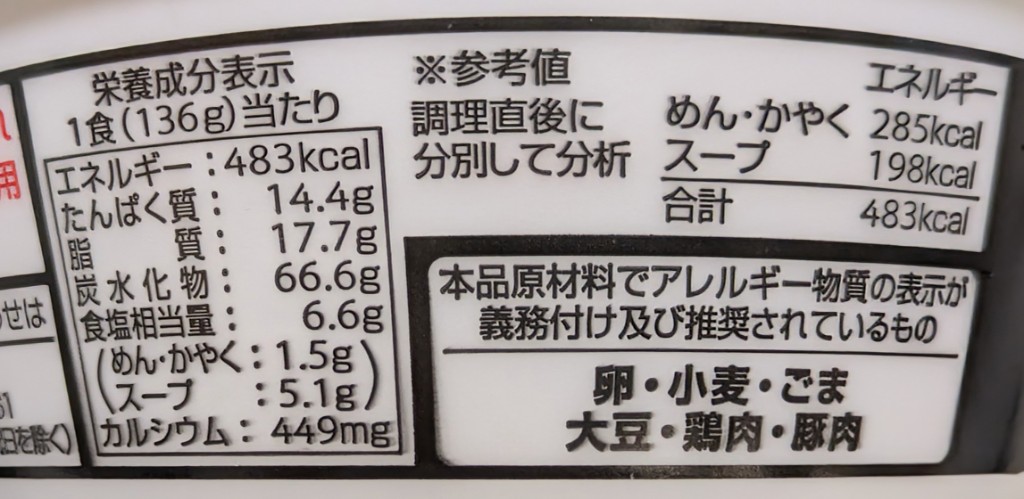 栄養成分表示
1食(136g)当たり
エネルギー:483kcal
たんぱく質: 14.4g
脂質: 17.7g
炭水化物: 66.6g
食塩相当量: 6.6g
(めん・かやく:1.5g)
(スープ:5.1g)
カルシウム:449mg
※参考値
調理直後に
分別して分析
エネルギー
めん・かやく 285kcal
スープ 198kcal
合計 483kcal
本品原材料でアレルギー物質の表示が
義務付け及び推奨されているもの
卵・小麦・ごま
大豆・鶏肉・豚肉
用
せは
日を除く)